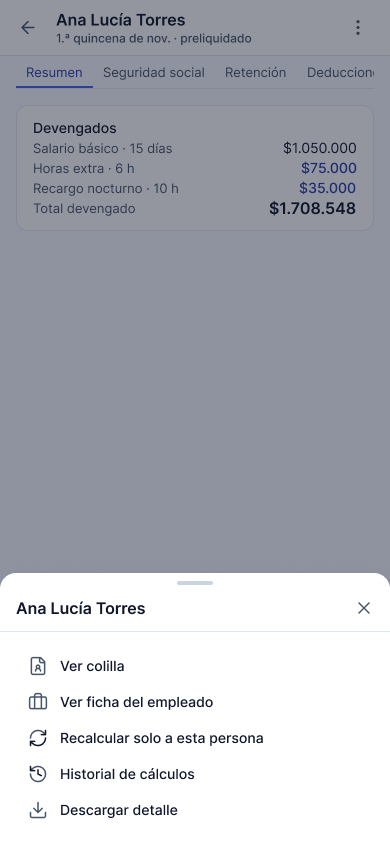 Ana Lucía Torres
1.ª quincena de nov. · preliquidado
Resumen Seguridad social Retención Deduccion
Devengados
Salario básico · 15 días $1.050.000
Horas extra · 6 h $75.000
Recargo nocturno · 10 h $35.000
Total devengado $1.708.548
Ana Lucía Torres
Ver colilla
Ver ficha del empleado
Recalcular solo a esta persona
Historial de cálculos
Descargar detalle